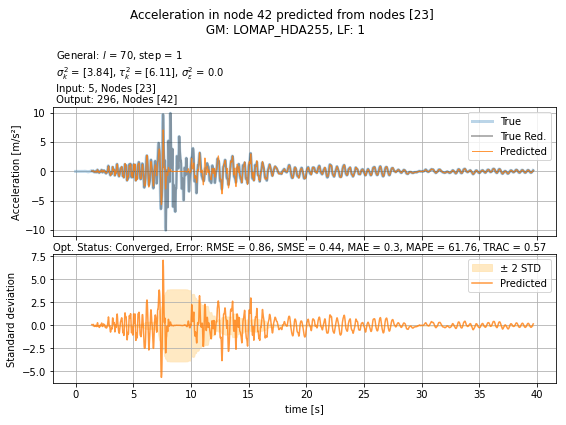 Acceleration in node 42 predicted from nodes [23]
GM: LOMAP_HDA255, LF: 1
General: l = 70, step = 1
σ²ₖ = [3.84], τ²ₖ = [6.11], σ²ε = 0.0
Input: 5, Nodes [23]
Output: 296, Nodes [42]
Acceleration [m/s²]
10
5
0
−5
−10
True
True Red.
Predicted
Opt. Status: Converged, Error: RMSE = 0.86, SMSE = 0.44, MAE = 0.3, MAPE = 61.76, TRAC = 0.57
Standard deviation
7.5
5.0
2.5
0.0
−2.5
−5.0
± 2 STD
Predicted
0 5 10 15 20 25 30 35 40
time [s]